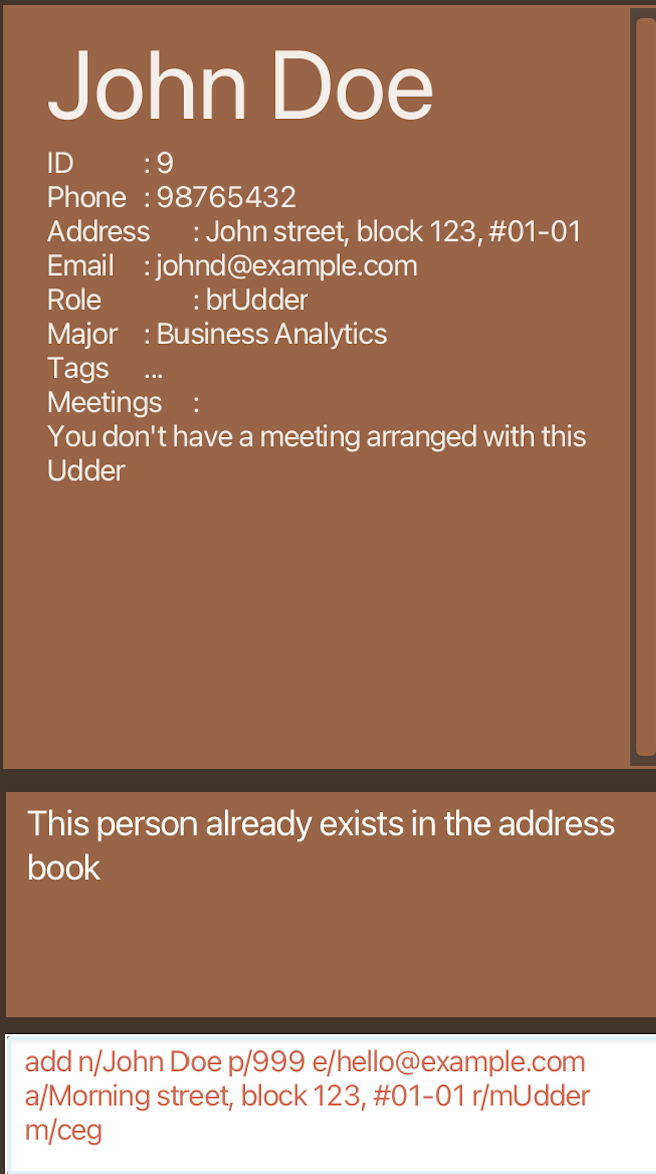 John Doe
ID : 9
Phone : 98765432
Address : John street, block 123, #01-01
Email : johnd@example.com
Role : brUdder
Major : Business Analytics
Tags ...
Meetings :
You don't have a meeting arranged with this
Udder
This person already exists in the address
book
add n/John Doe p/999 e/hello@example.com
a/Morning street, block 123, #01-01 r/mUdder
m/ceg